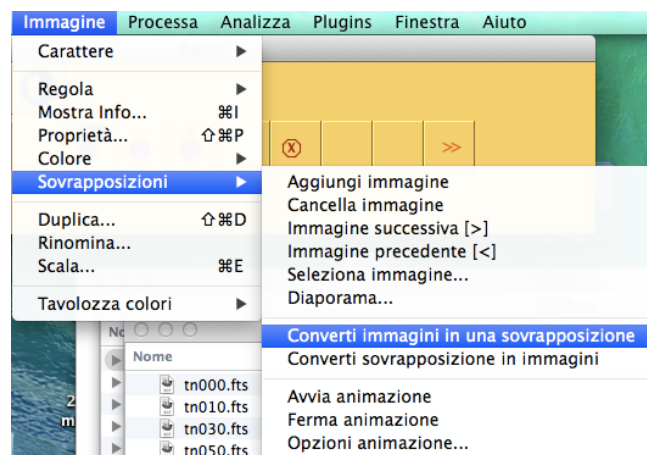 Immagine Processa Analizza Plugins Finestra Aiuto
Carattere
Regola
Mostra Info... ⌘I
Proprietà... ⇧⌘P
Colore
Sovrapposizioni
Duplica... ⇧⌘D
Rinomina...
Scala... ⌘E
Tavolozza colori
Aggiungi immagine
Cancella immagine
Immagine successiva [>]
Immagine precedente [<]
Seleziona immagine...
Diaporama...
Converti immagini in una sovrapposizione
Converti sovrapposizione in immagini
Avvia animazione
Ferma animazione
Opzioni animazione...
>>
Nome
tn000.fts
tn010.fts
tn030.fts
tn050.fts
2
m